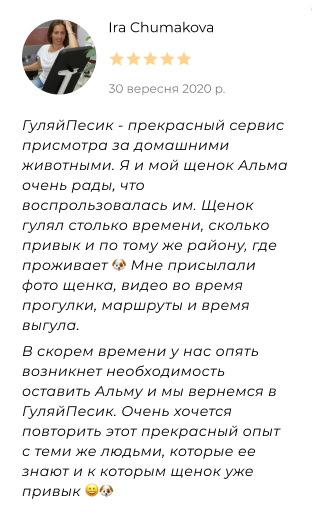 Ira Chumakova
30 вересня 2020 р.
ГуляйПесик - прекрасный сервис
присмотра за домашними
животными. Я и мой щенок Альма
очень рады, что
воспрользовалась им. Щенок
гулял столько времени, сколько
привык и по тому же району, где
проживает 🐶 Мне присылали
фото щенка, видео во время
прогулки, маршруты и время
выгула.
В скорем времени у нас опять
возникнет необходимость
оставить Альму и мы вернемся в
ГуляйПесик. Очень хочется
повторить этот прекрасный опыт
с теми же людьми, которые ее
знают и к которым щенок уже
привык 😀🐶